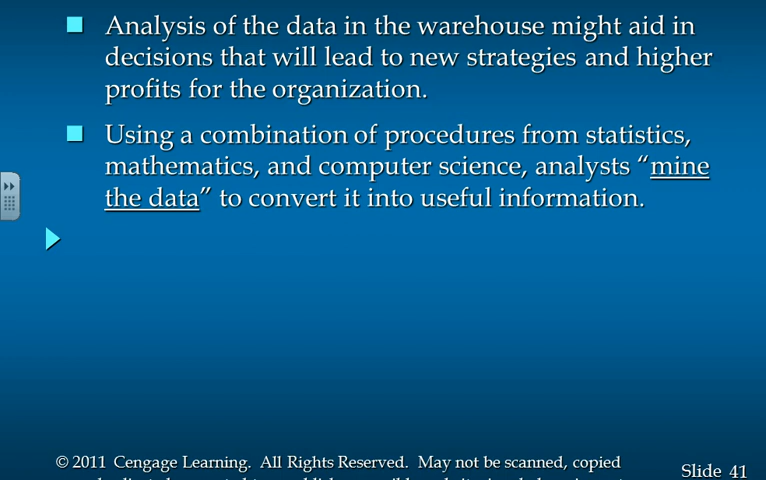 Analysis of the data in the warehouse might aid in
decisions that will lead to new strategies and higher
profits for the organization.
Using a combination of procedures from statistics,
mathematics, and computer science, analysts “mine
the data” to convert it into useful information.
© 2011 Cengage Learning. All Rights Reserved. May not be scanned, copied
Slide 41